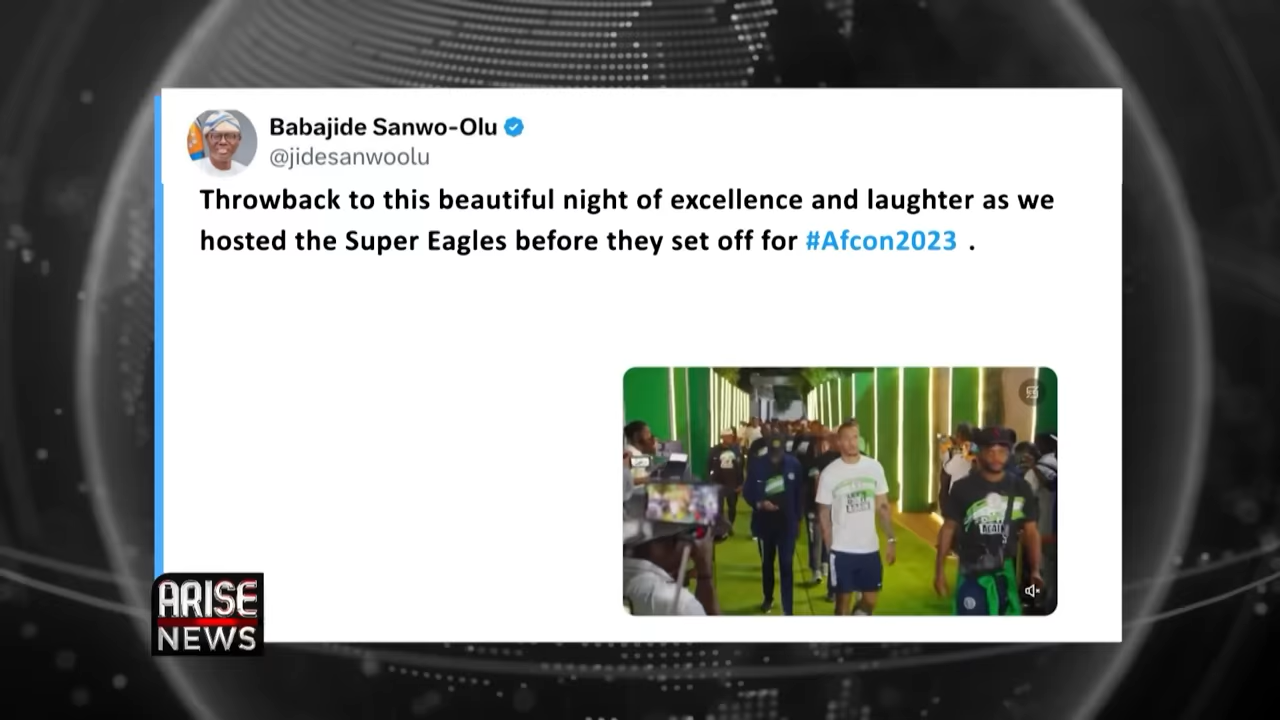 Babajide Sanwo-Olu
@jidesanwoolu
Throwback to this beautiful night of excellence and laughter as we
hosted the Super Eagles before they set off for #Afcon2023 .
ARISE
NEWS